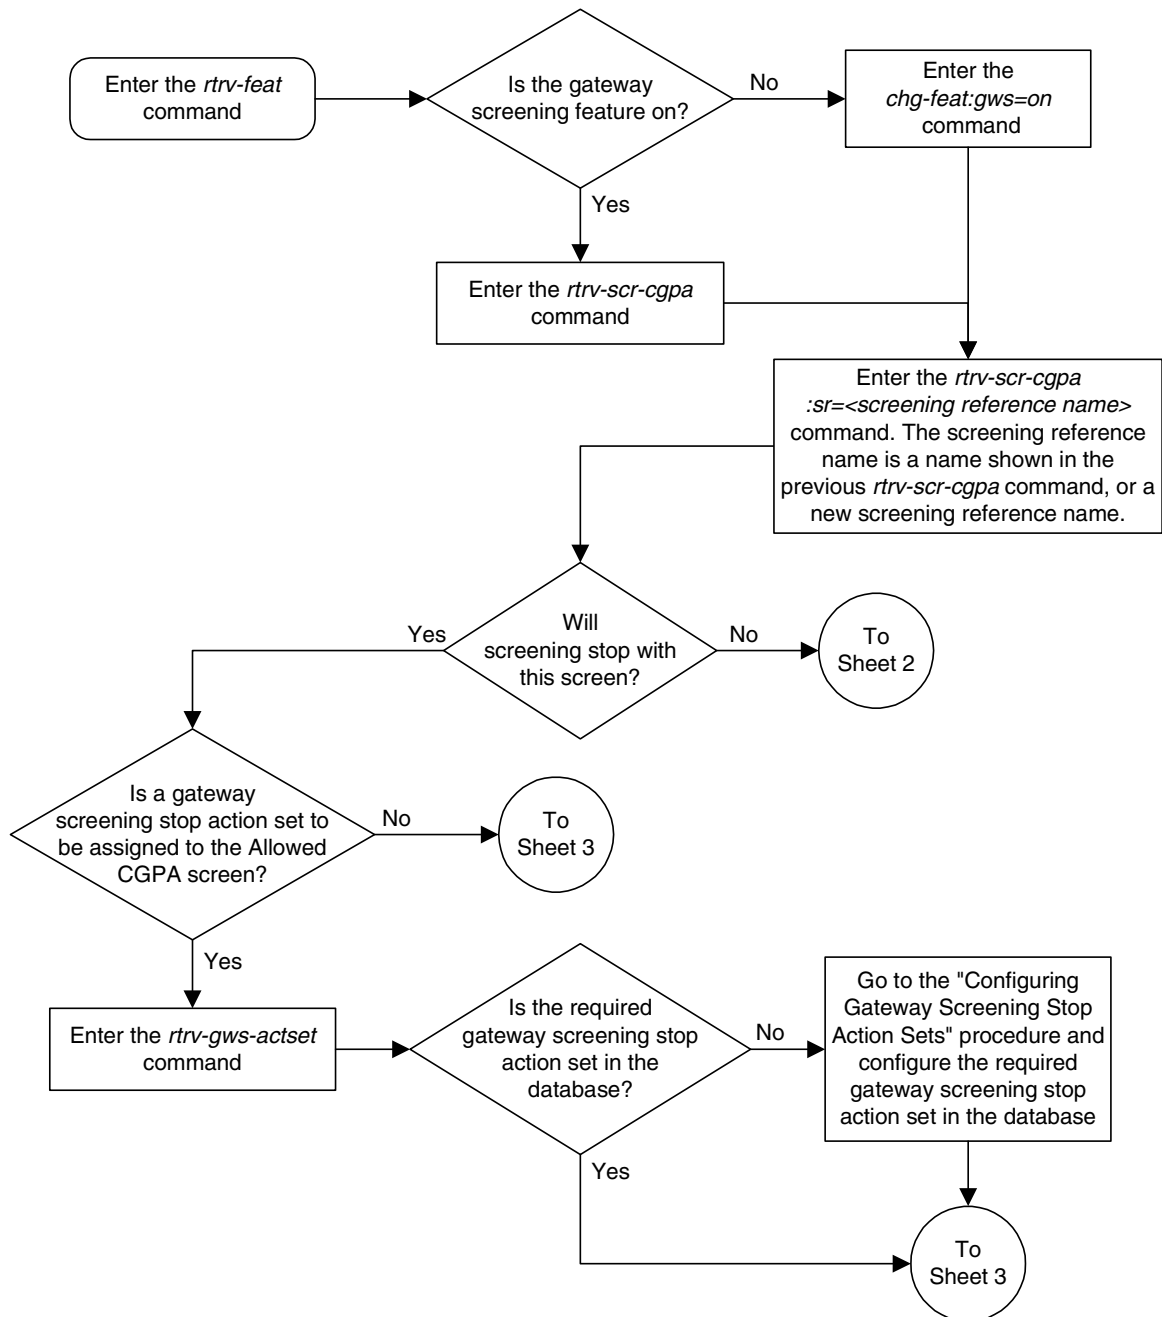 Enter the rtrv-feat
command
Is the gateway
screening feature on?
No
Enter the
chg-feat:gws=on
command
Yes
Enter the rtrv-scr-cgpa
command
Enter the rtrv-scr-cgpa
:sr=<screening reference name>
command. The screening reference
name is a name shown in the
previous rtrv-scr-cgpa command, or a
new screening reference name.
Will
screening stop with
this screen?
Yes
No
To
Sheet 2
Is a gateway
screening stop action set to
be assigned to the Allowed
CGPA screen?
No
To
Sheet 3
Yes
Enter the rtrv-gws-actset
command
Is the required
gateway screening stop
action set in the
database?
No
Go to the "Configuring
Gateway Screening Stop
Action Sets" procedure and
configure the required
gateway screening stop
action set in the database
Yes
To
Sheet 3